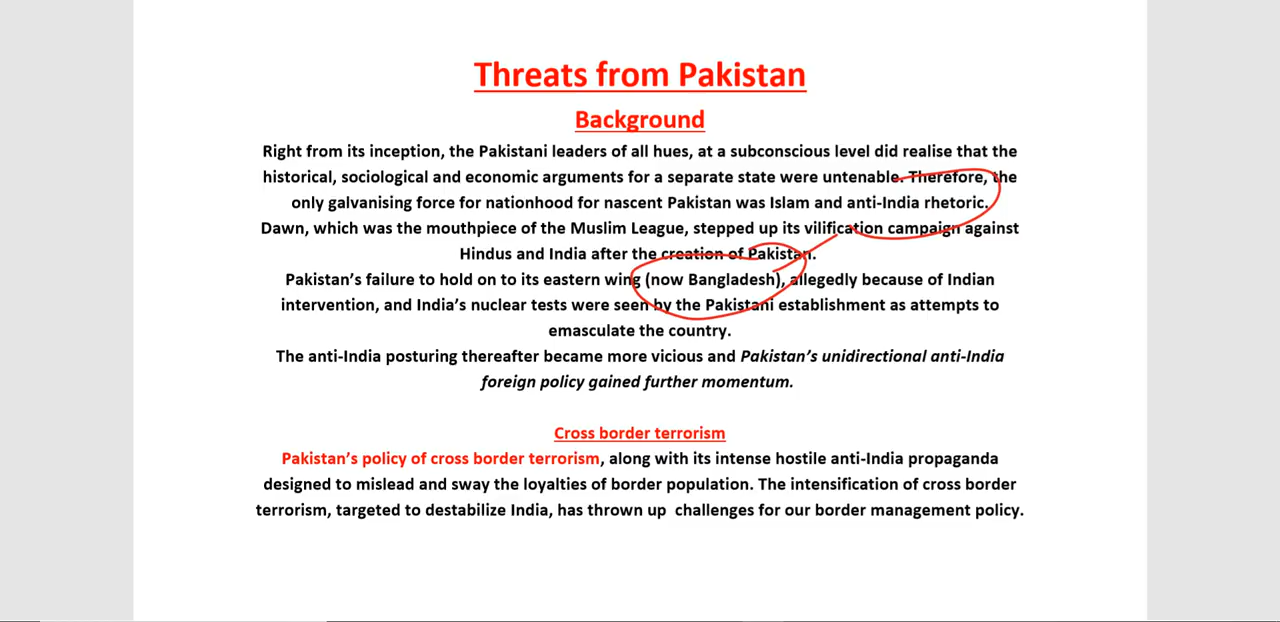 Threats from Pakistan
Background
Right from its inception, the Pakistani leaders of all hues, at a subconscious level did realise that the
historical, sociological and economic arguments for a separate state were untenable. Therefore, the
only galvanising force for nationhood for nascent Pakistan was Islam and anti-India rhetoric.
Dawn, which was the mouthpiece of the Muslim League, stepped up its vilification campaign against
Hindus and India after the creation of Pakistan.
Pakistan’s failure to hold on to its eastern wing (now Bangladesh), allegedly because of Indian
intervention, and India’s nuclear tests were seen by the Pakistani establishment as attempts to
emasculate the country.
The anti-India posturing thereafter became more vicious and Pakistan’s unidirectional anti-India
foreign policy gained further momentum.
Cross border terrorism
Pakistan’s policy of cross border terrorism, along with its intense hostile anti-India propaganda
designed to mislead and sway the loyalties of border population. The intensification of cross border
terrorism, targeted to destabilize India, has thrown up challenges for our border management policy.